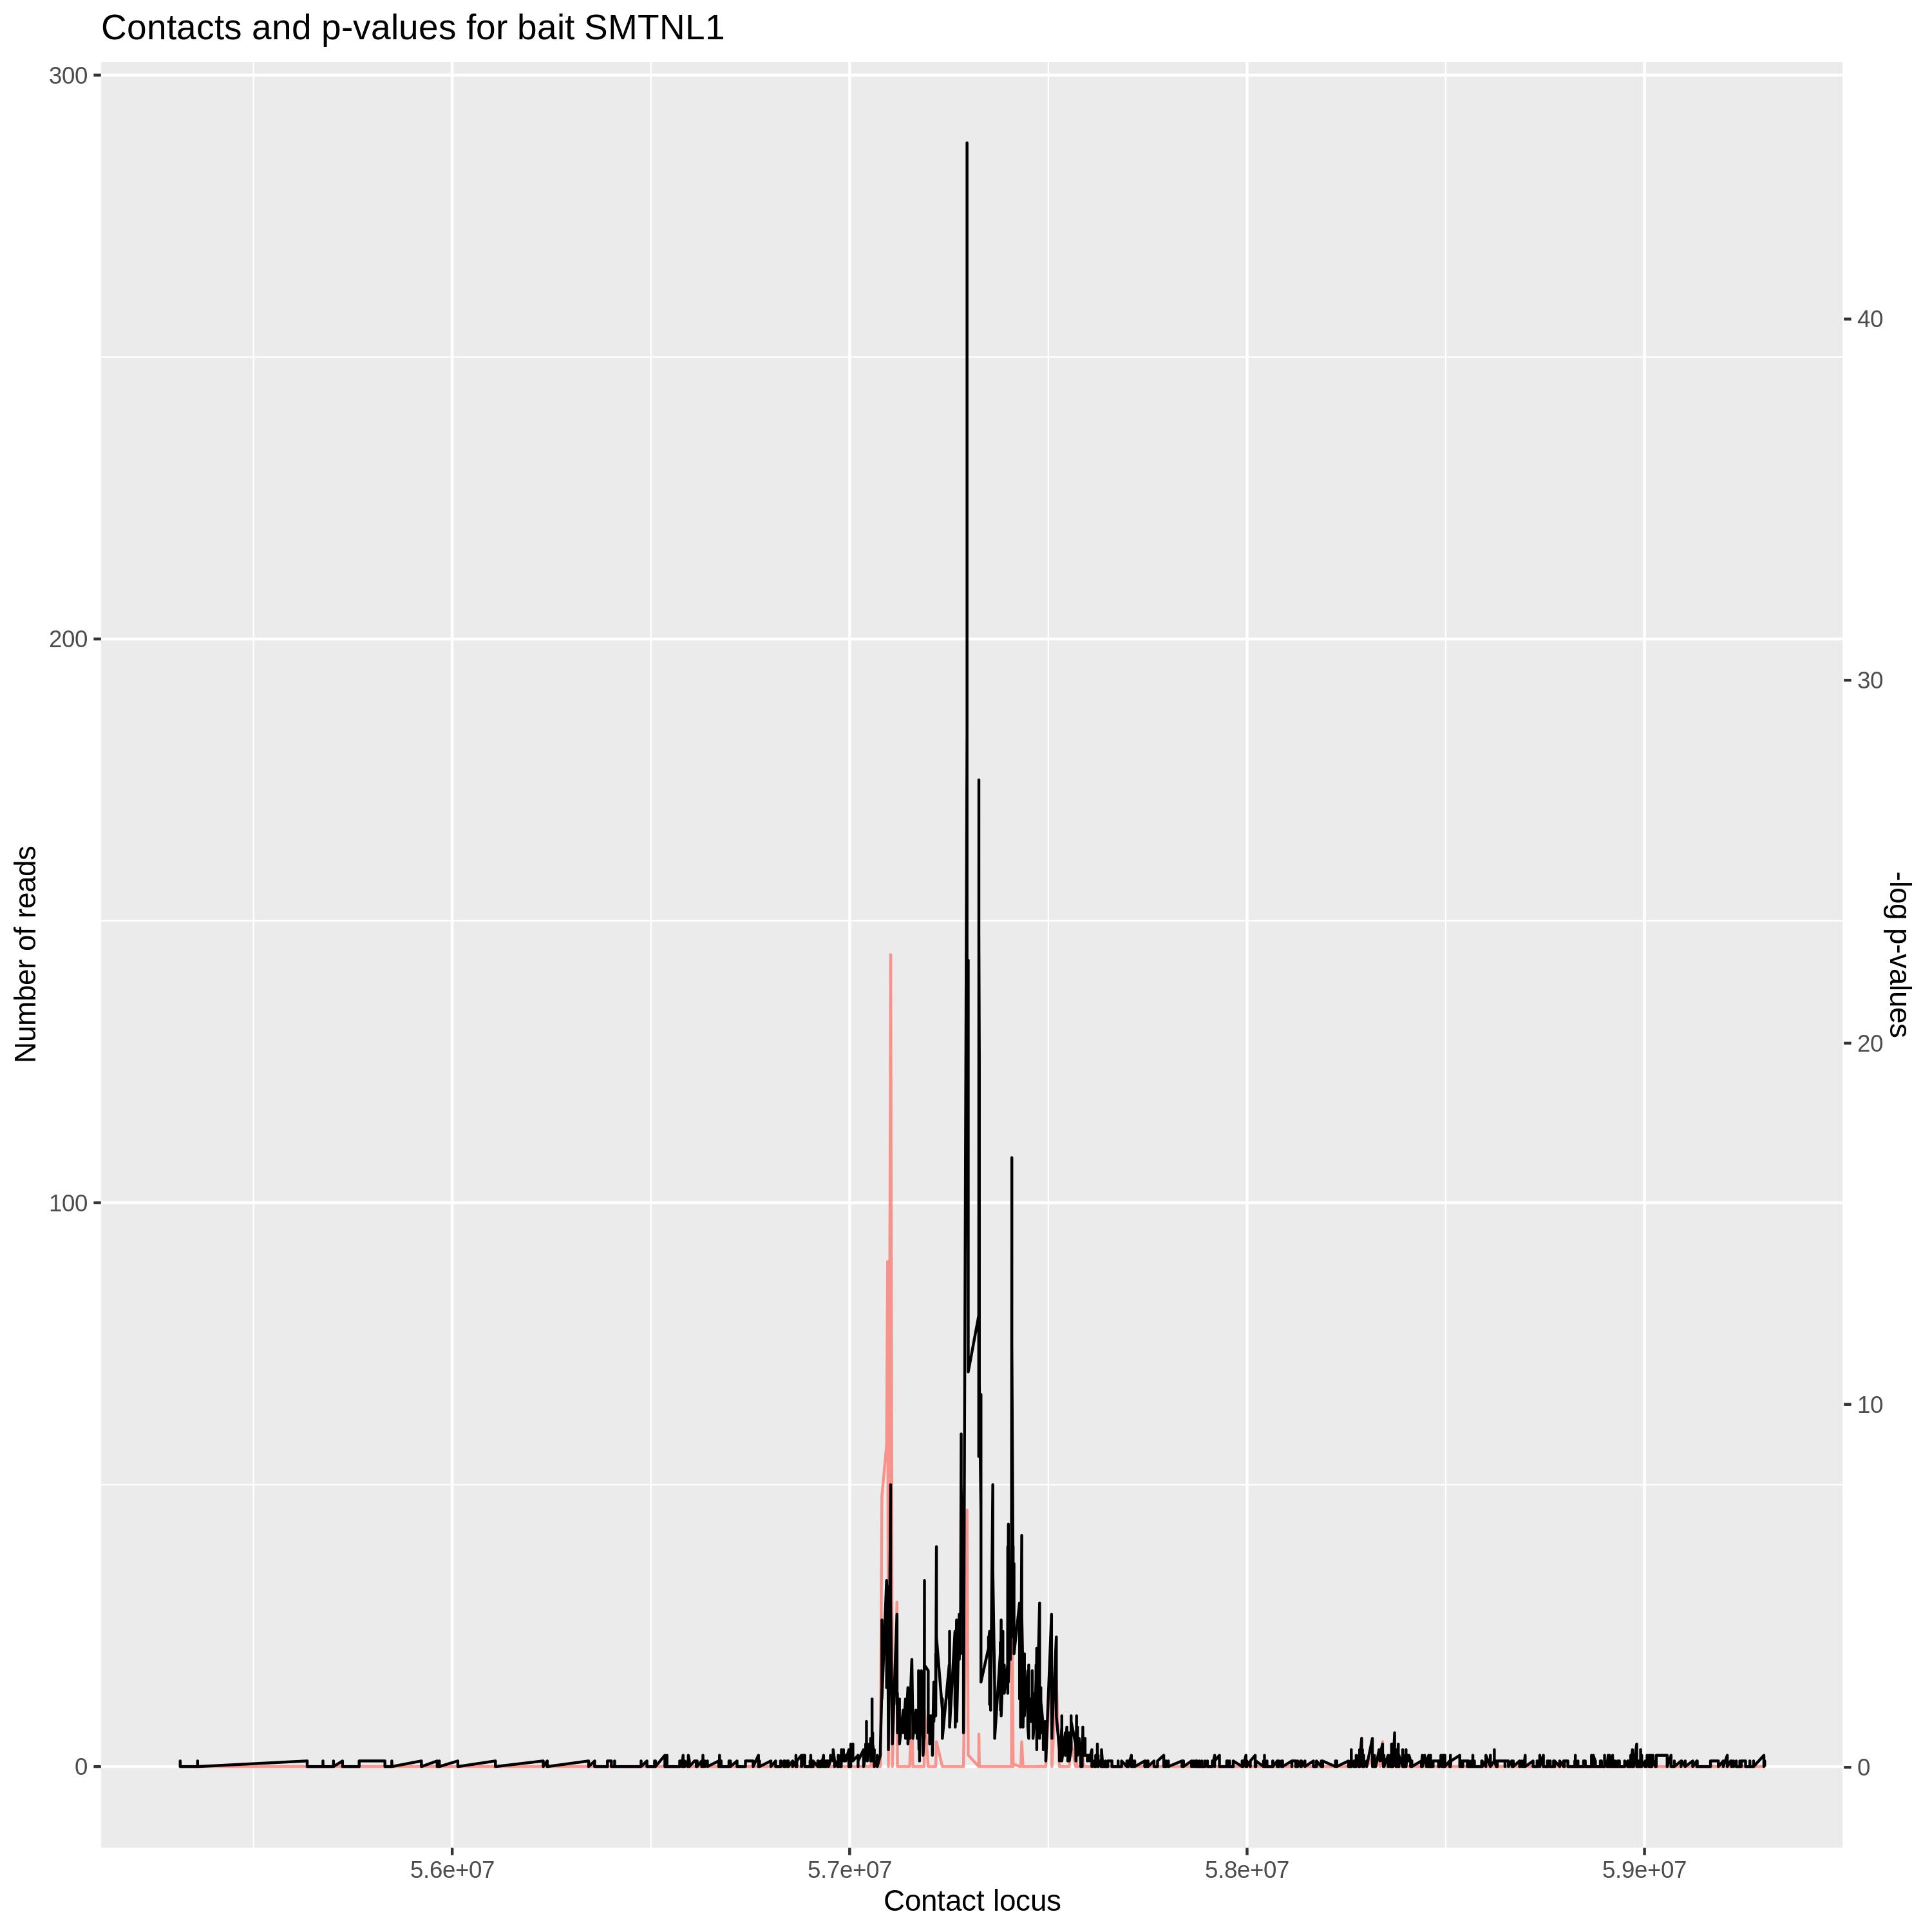 Contacts and p-values for bait SMTNL1
300
200
100
0
Number of reads
40
30
20
10
0
-log p-values
5.6e+07
5.7e+07
5.8e+07
5.9e+07
Contact locus